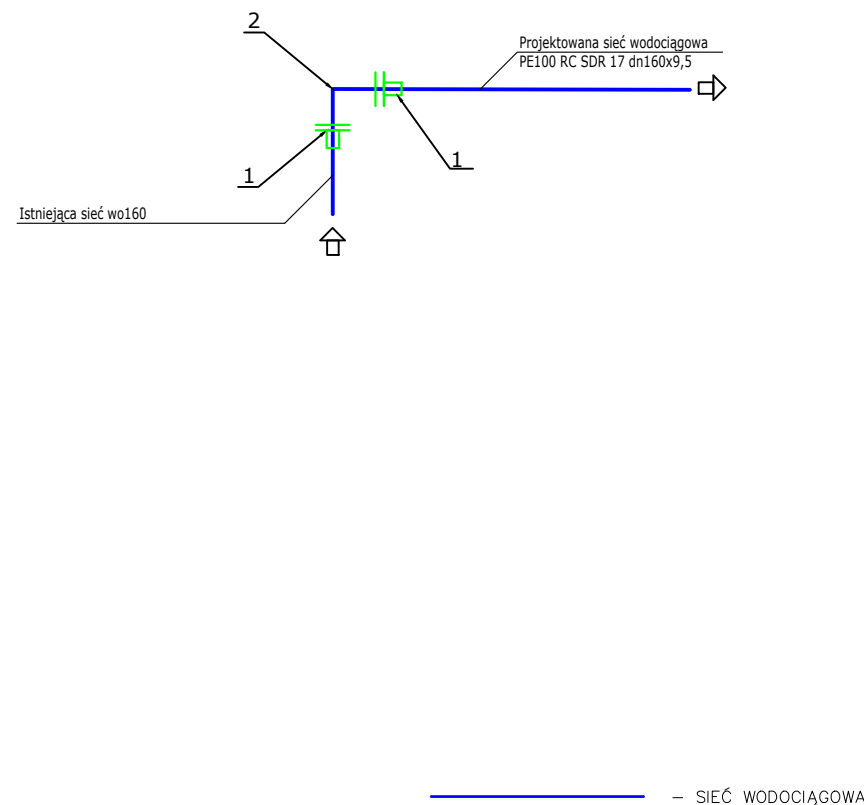 2
Projektowana sieć wodociągowa
PE100 RC SDR 17 dn160x9,5
1
1
Istniejąca sieć wo160
– SIEĆ WODOCIĄGOWA